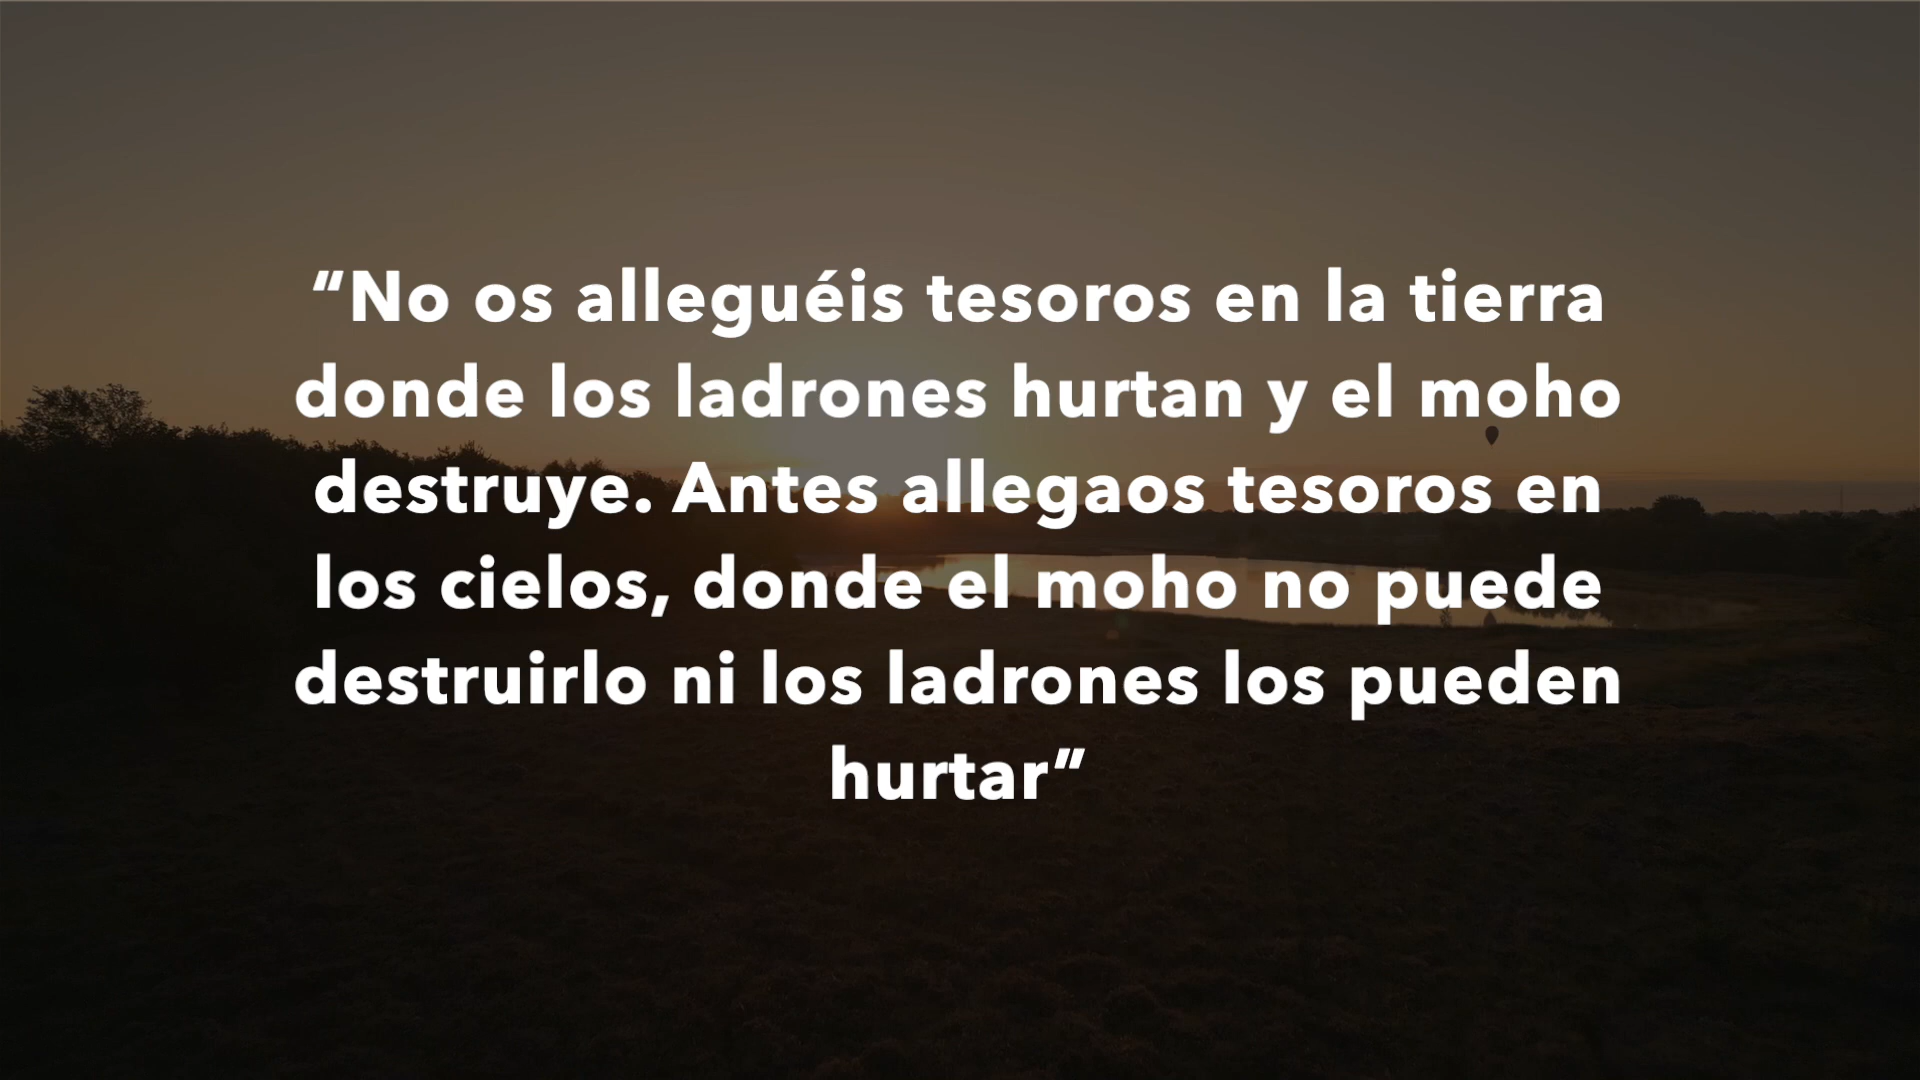 “No os alleguéis tesoros en la tierra
donde los ladrones hurtan y el moho
destruye. Antes allegaos tesoros en
los cielos, donde el moho no puede
destruirlo ni los ladrones los pueden
hurtar”